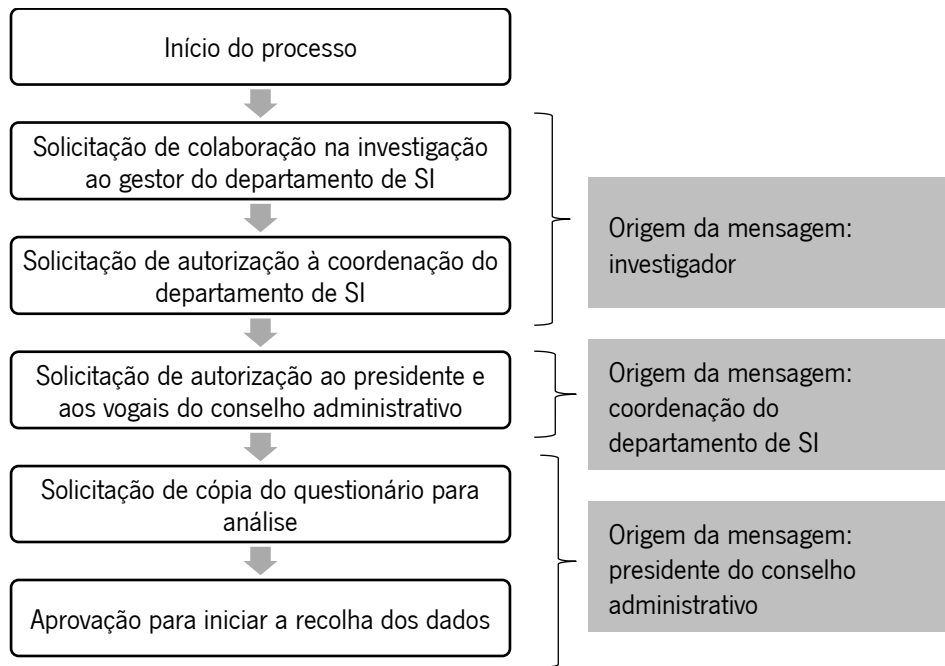 Início do processo
Solicitação de colaboração na investigação
ao gestor do departamento de SI
Solicitação de autorização à coordenação do
departamento de SI
Origem da mensagem:
investigador
Solicitação de autorização ao presidente e
aos vogais do conselho administrativo
Origem da mensagem:
coordenação do
departamento de SI
Solicitação de cópia do questionário para
análise
Aprovação para iniciar a recolha dos dados
Origem da mensagem:
presidente do conselho
administrativo